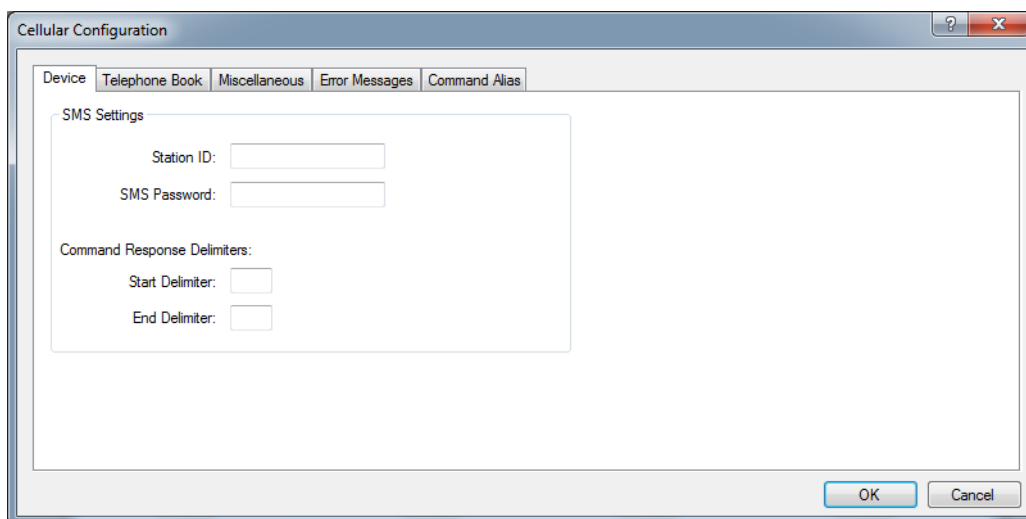 Cellular Configuration
?
X
Device Telephone Book Miscellaneous Error Messages Command Alias
SMS Settings
Station ID:
SMS Password:
Command Response Delimiters:
Start Delimiter:
End Delimiter:
OK Cancel